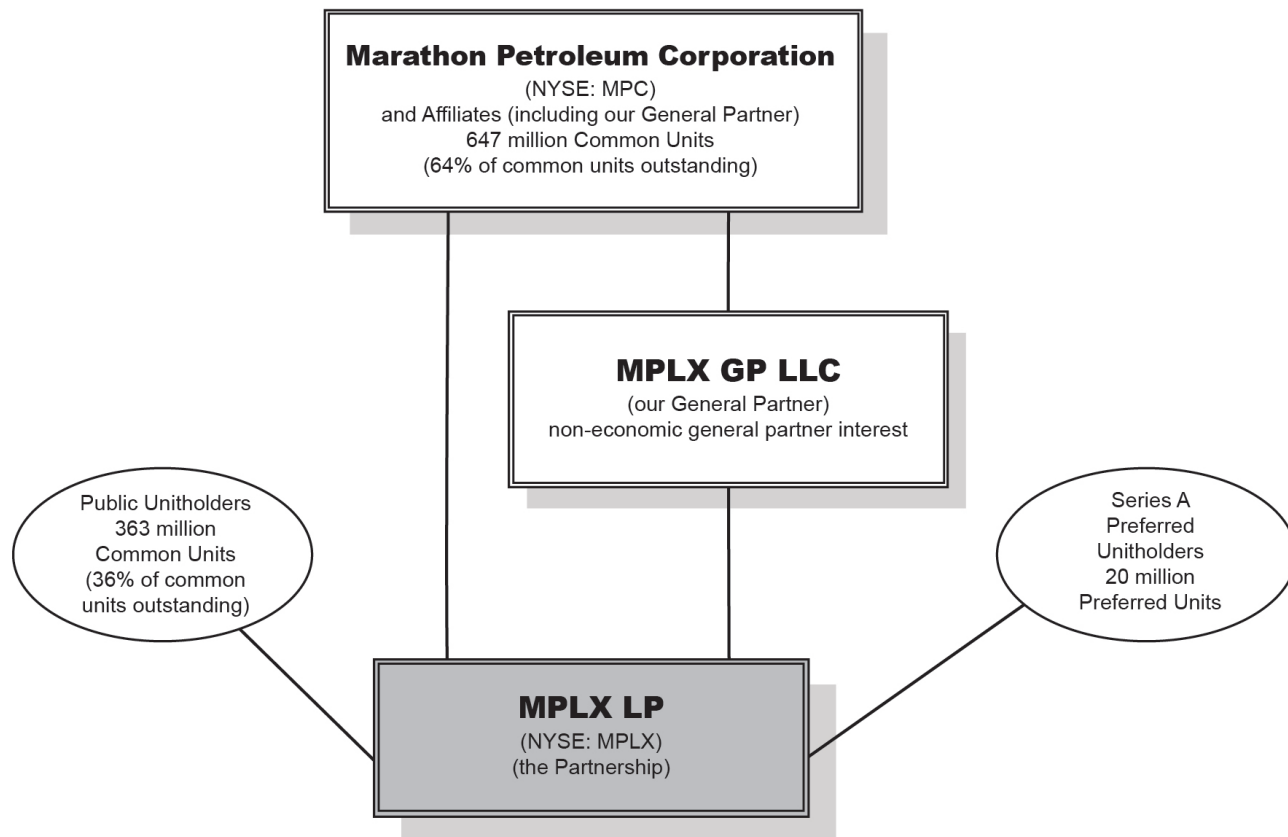 Marathon Petroleum Corporation
(NYSE: MPC)
and Affiliates (including our General Partner)
647 million Common Units
(64% of common units outstanding)
MPLX GP LLC
(our General Partner)
non-economic general partner interest
Public Unitholders
363 million
Common Units
(36% of common
units outstanding)
Series A
Preferred
Unitholders
20 million
Preferred Units
MPLX LP
(NYSE: MPLX)
(the Partnership)